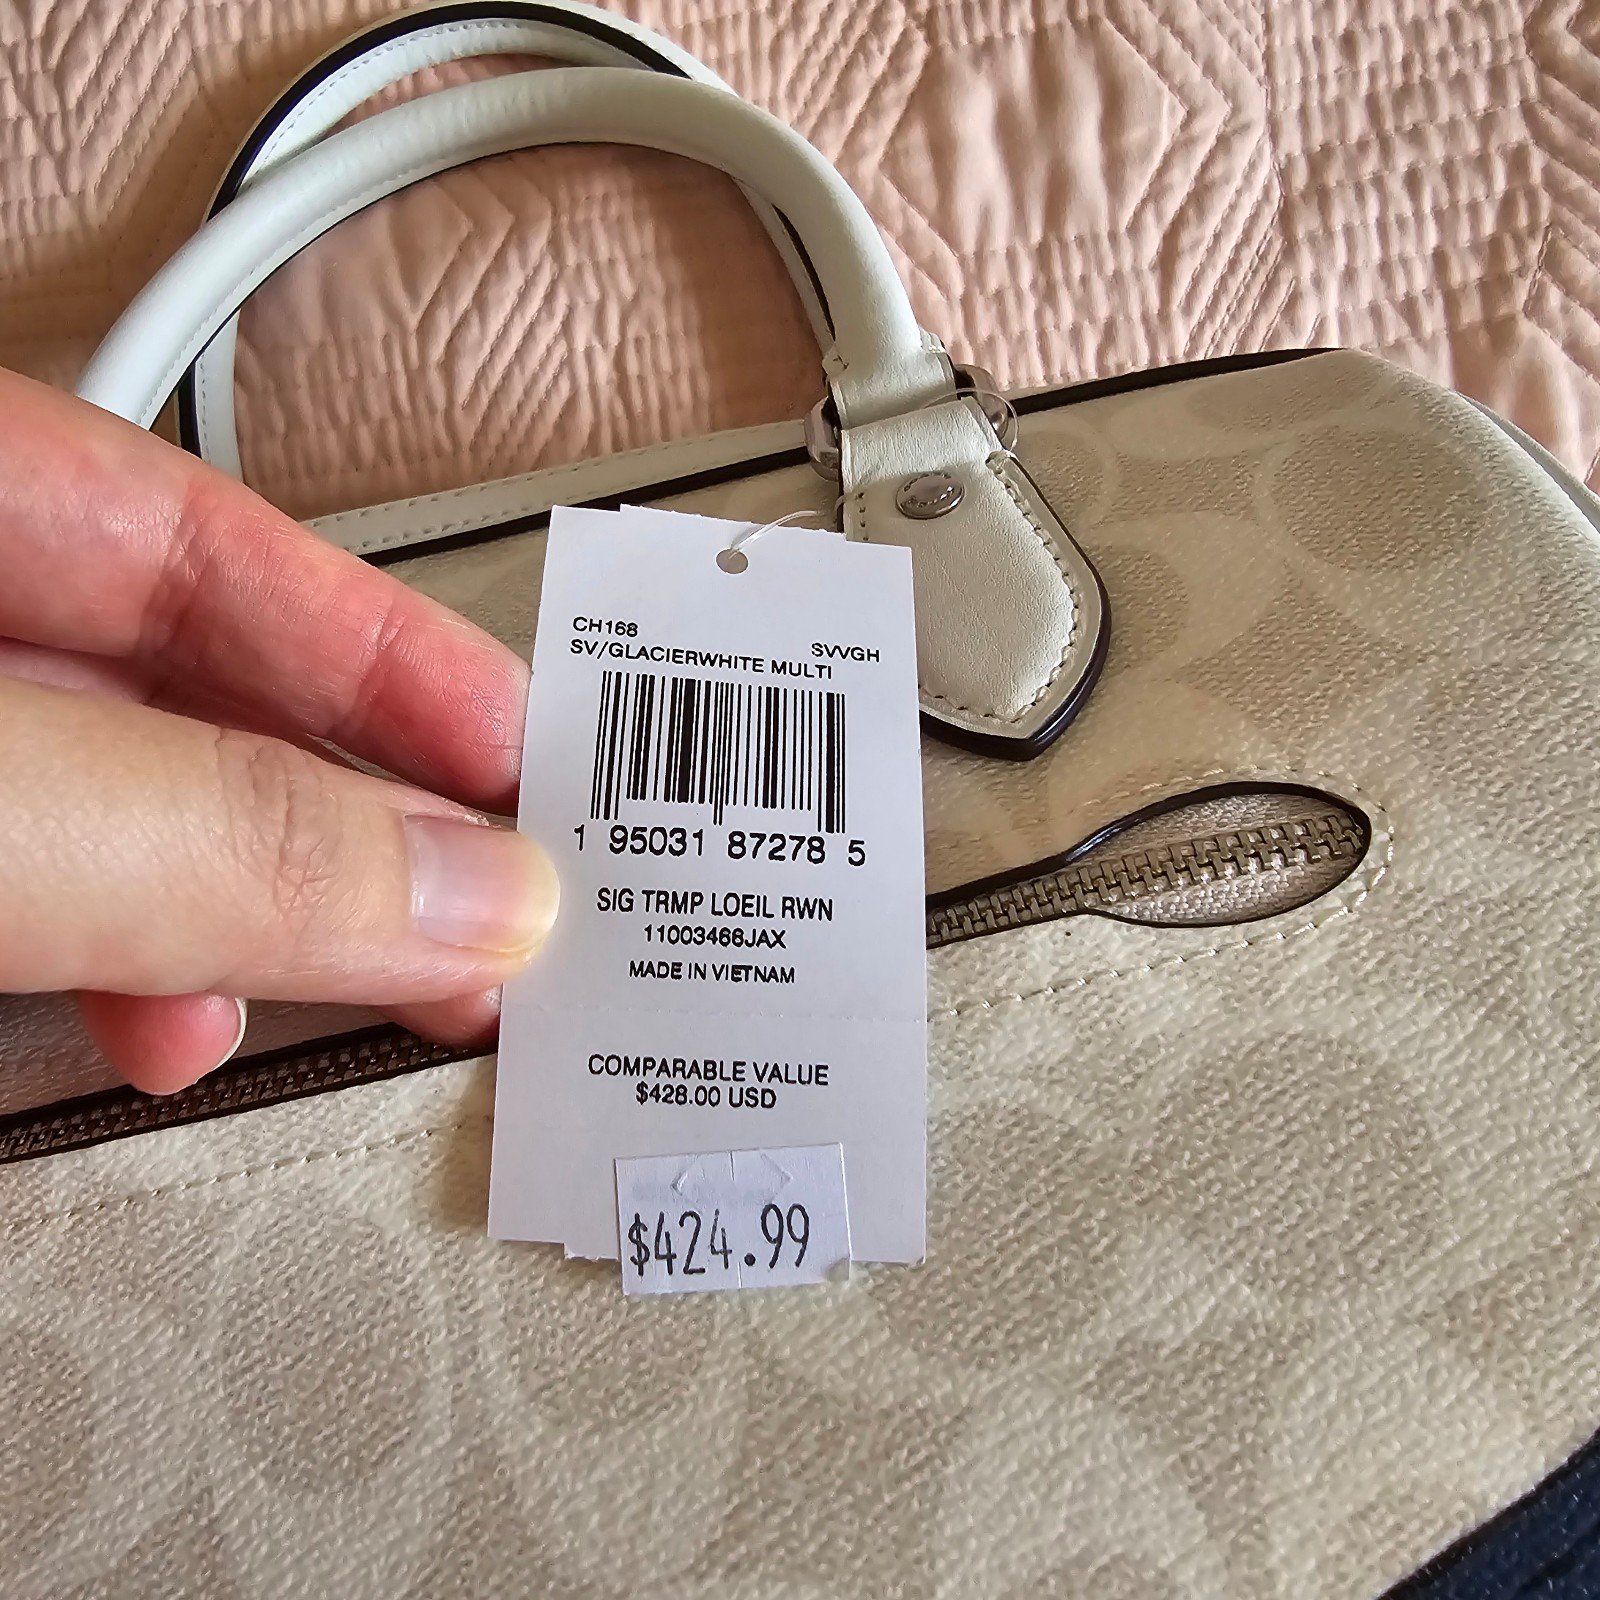 CH168
SVVGH
SV/GLACIERWHITE MULTI
1 95031 87278 5
SIG TRMP LOEIL RWN
11003466JAX
MADE IN VIETNAM
COMPARABLE VALUE
$428.00 USD
$424.99